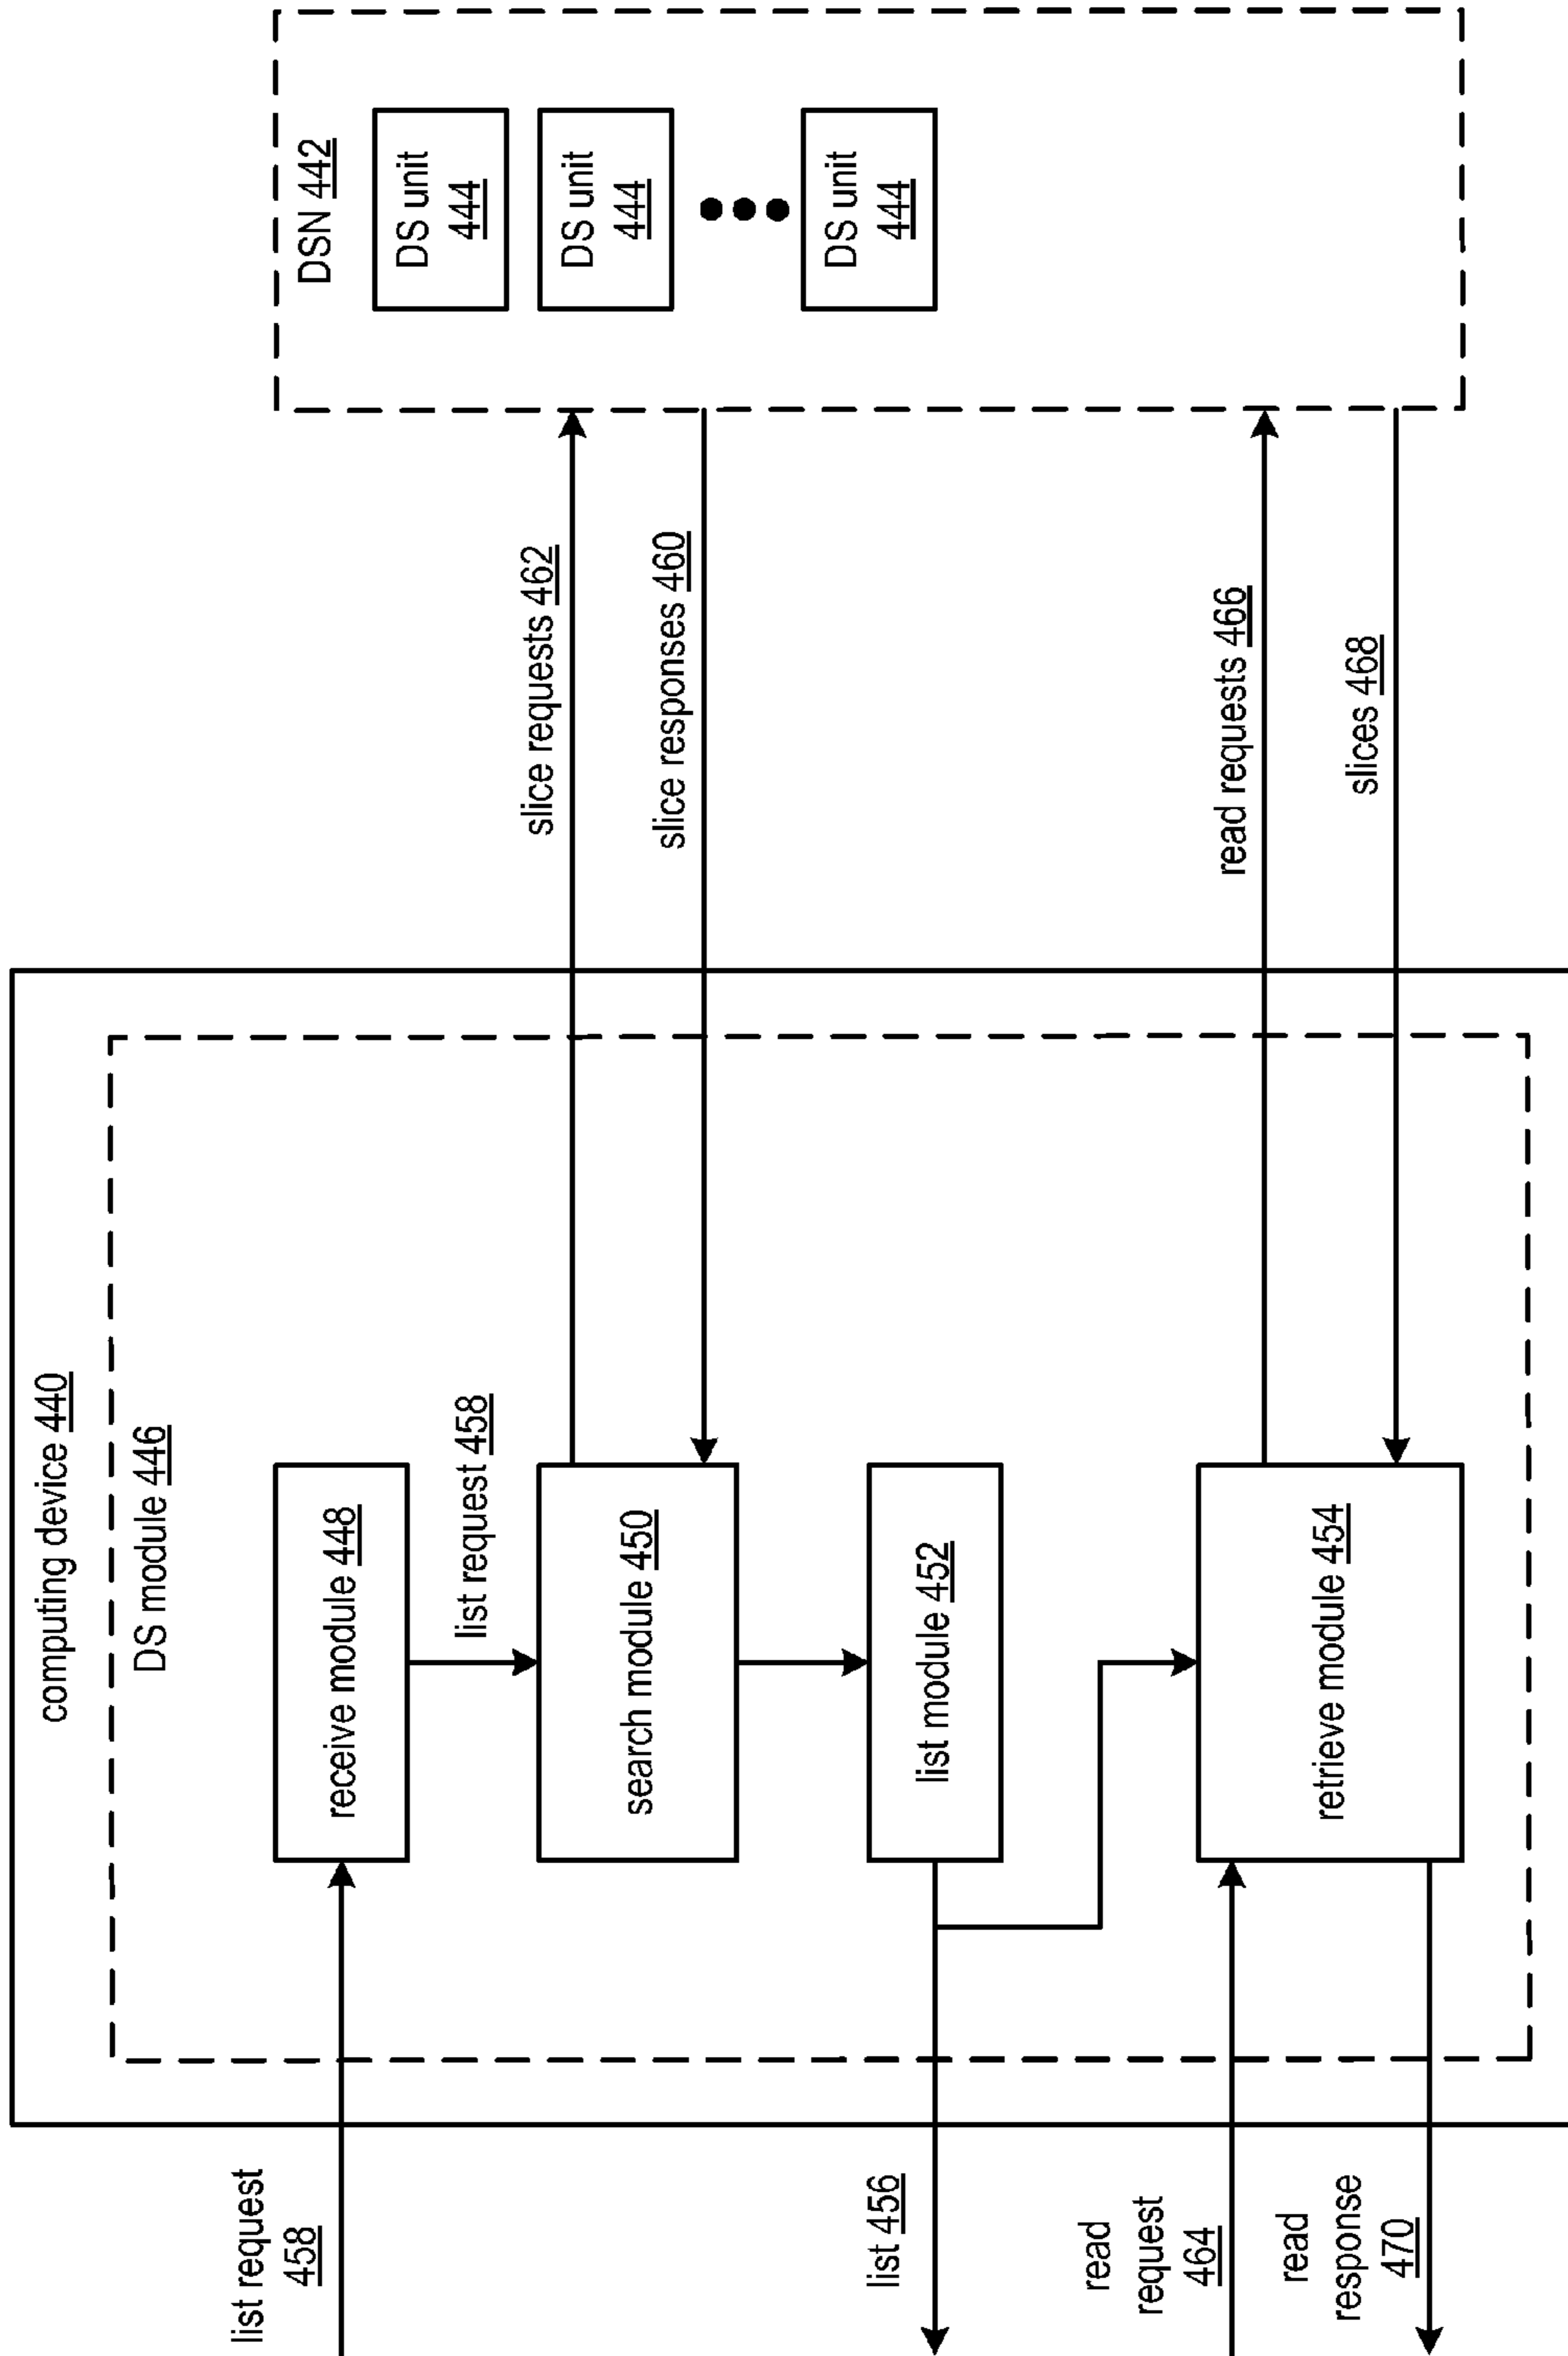 computing device 440
DS module 446
DSN 442
DS unit
444
DS unit
444
DS unit
444
list request
458
receive module 448
list request 458
search module 450
slice requests 462
slice responses 460
list module 452
list 456
read
request
464
read
response
470
retrieve module 454
read requests 466
slices 468